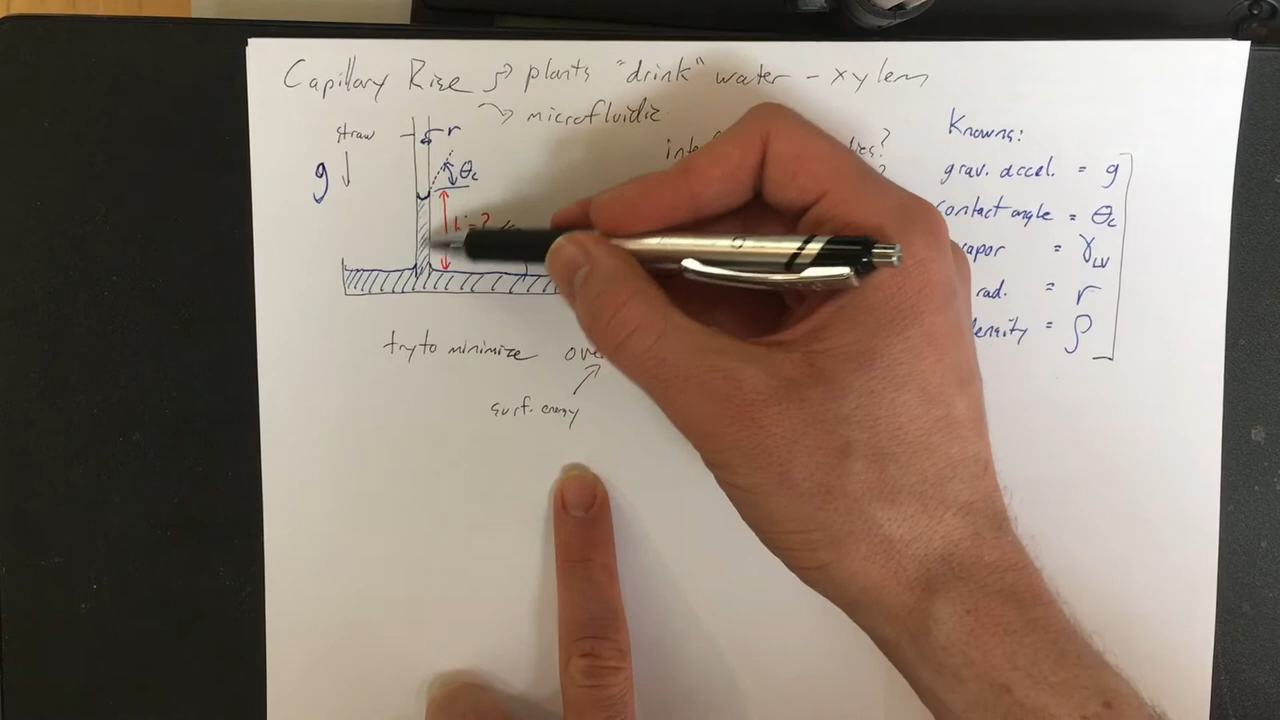 Capillary Rise → plants "drink" water - xylem
→ microfluidic
straw
r
Knowns:
g
θc
grav. accel. = g
h = ?
contact angle = θc
vapor = γLV
rad. = r
density = ρ
try to minimize
surf. energy